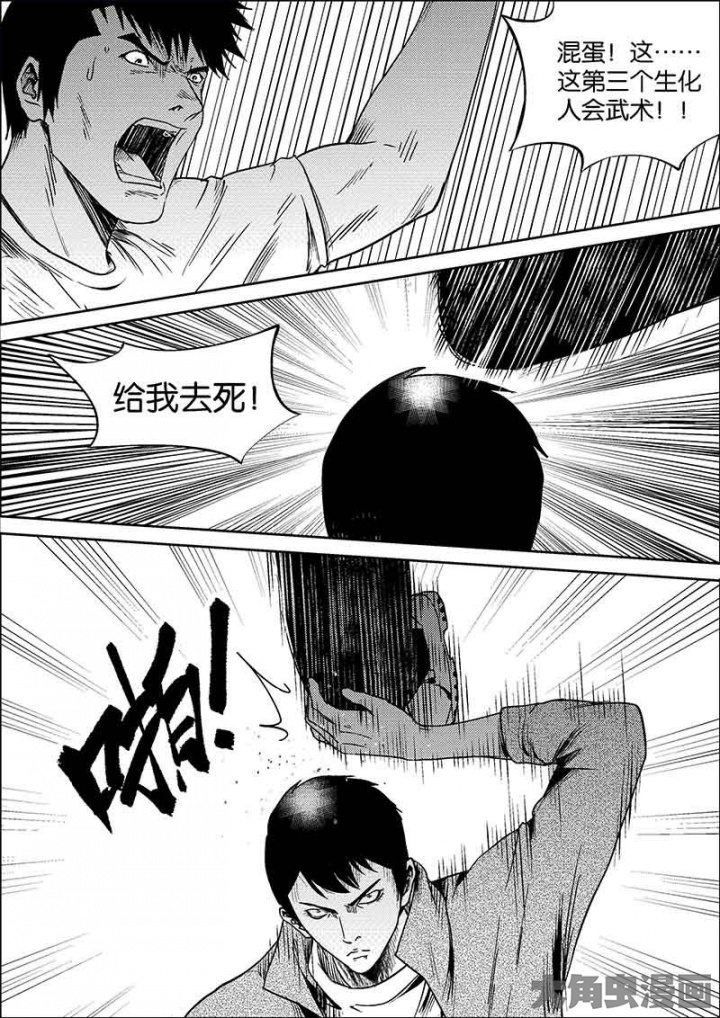 混蛋！这……
这第三个生化
人会武术！！
给我去死！
啪！
大角虫漫画